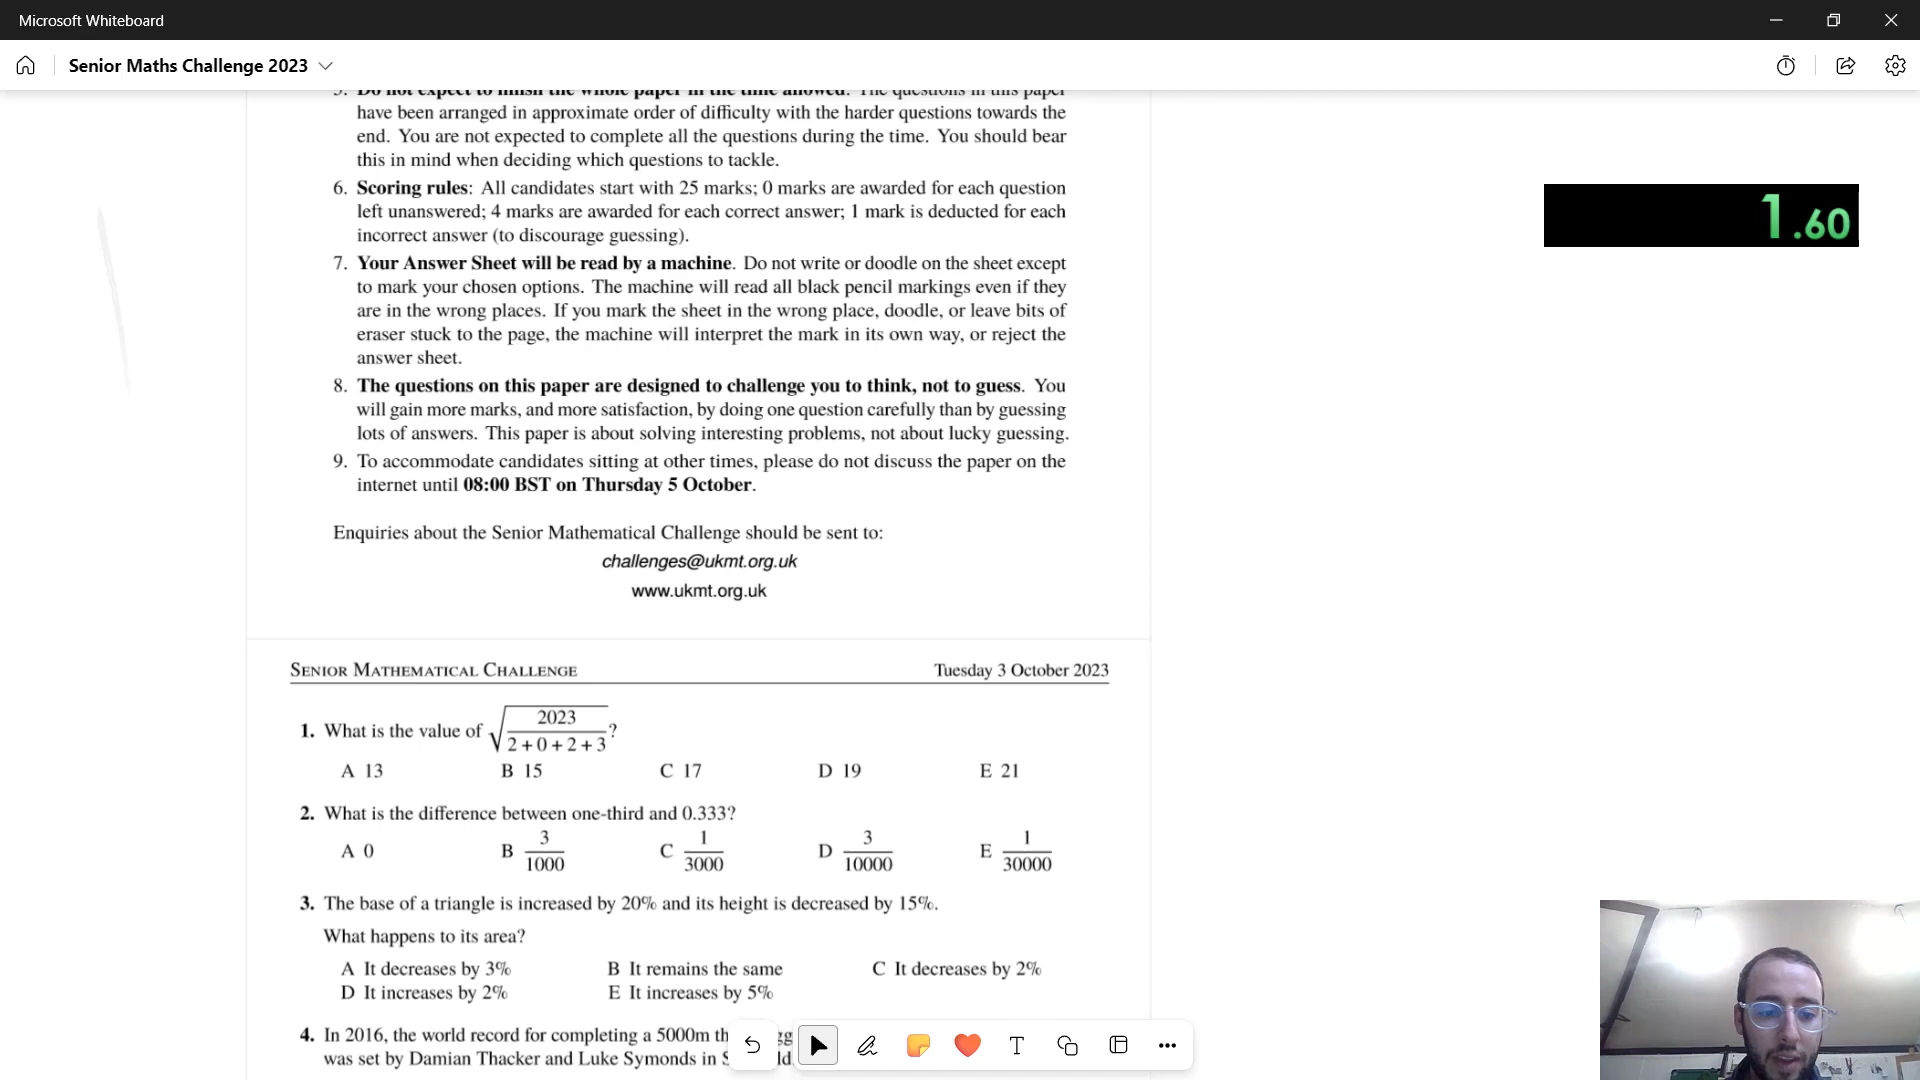 Microsoft Whiteboard
Senior Maths Challenge 2023
5. Do not expect to finish the whole paper in the time allowed. The questions in this paper
have been arranged in approximate order of difficulty with the harder questions towards the
end. You are not expected to complete all the questions during the time. You should bear
this in mind when deciding which questions to tackle.
6. Scoring rules: All candidates start with 25 marks; 0 marks are awarded for each question
left unanswered; 4 marks are awarded for each correct answer; 1 mark is deducted for each
incorrect answer (to discourage guessing).
7. Your Answer Sheet will be read by a machine. Do not write or doodle on the sheet except
to mark your chosen options. The machine will read all black pencil markings even if they
are in the wrong places. If you mark the sheet in the wrong place, doodle, or leave bits of
eraser stuck to the page, the machine will interpret the mark in its own way, or reject the
answer sheet.
8. The questions on this paper are designed to challenge you to think, not to guess. You
will gain more marks, and more satisfaction, by doing one question carefully than by guessing
lots of answers. This paper is about solving interesting problems, not about lucky guessing.
9. To accommodate candidates sitting at other times, please do not discuss the paper on the
internet until 08:00 BST on Thursday 5 October.
Enquiries about the Senior Mathematical Challenge should be sent to:
challenges@ukmt.org.uk
www.ukmt.org.uk
1.60
SENIOR MATHEMATICAL CHALLENGE Tuesday 3 October 2023
1. What is the value of √(2023/(2+0+2+3))?
A 13 B 15 C 17 D 19 E 21
2. What is the difference between one-third and 0.333?
A 0 B 3/1000 C 1/3000 D 3/10000 E 1/30000
3. The base of a triangle is increased by 20% and its height is decreased by 15%.
What happens to its area?
A It decreases by 3% B It remains the same C It decreases by 2%
D It increases by 2% E It increases by 5%
4. In 2016, the world record for completing a 5000m
was set by Damian Thacker and Luke Symonds in